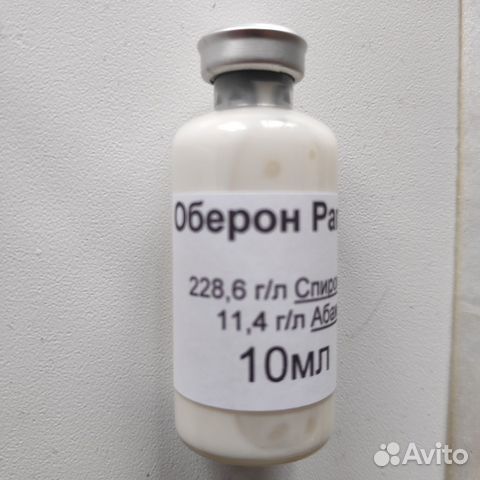 Оберон Ра
228,6 г/л Спиро
11,4 г/л Аба
10мл
Avito